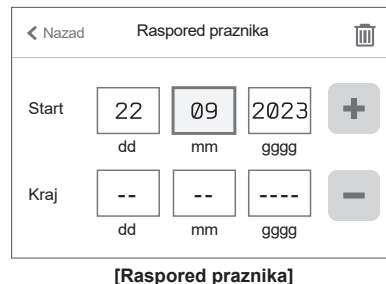 Nazad Raspored praznika
Start 22 09 2023
dd mm gggg
Kraj -- -- ----
dd mm gggg
[Raspored praznika]